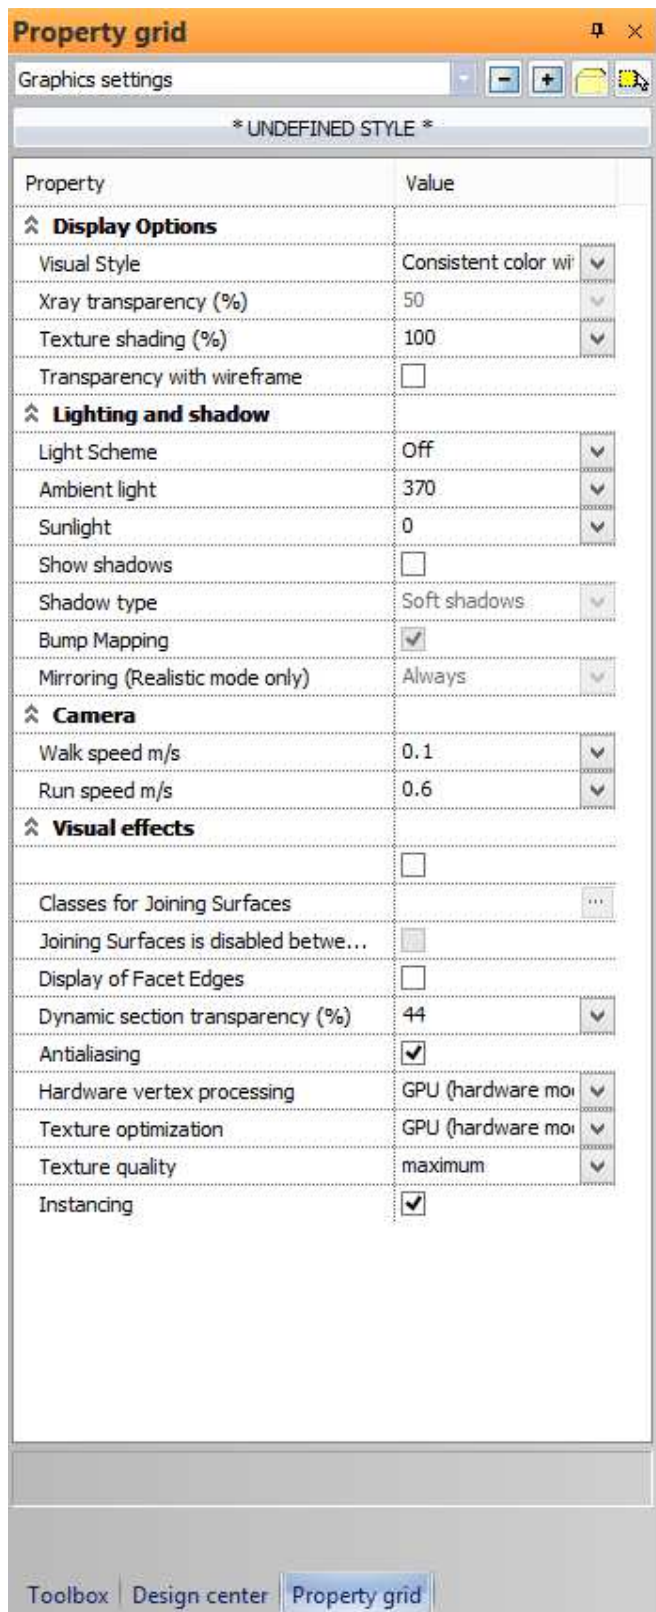 Property grid
Graphics settings
* UNDEFINED STYLE *
Property Value
Display Options
Visual Style Consistent color wi
Xray transparency (%) 50
Texture shading (%) 100
Transparency with wireframe
Lighting and shadow
Light Scheme Off
Ambient light 370
Sunlight 0
Show shadows
Shadow type Soft shadows
Bump Mapping
Mirroring (Realistic mode only) Always
Camera
Walk speed m/s 0.1
Run speed m/s 0.6
Visual effects
Classes for Joining Surfaces ...
Joining Surfaces is disabled betwe...
Display of Facet Edges
Dynamic section transparency (%) 44
Antialiasing
Hardware vertex processing GPU (hardware mo
Texture optimization GPU (hardware mo
Texture quality maximum
Instancing
Toolbox Design center Property grid